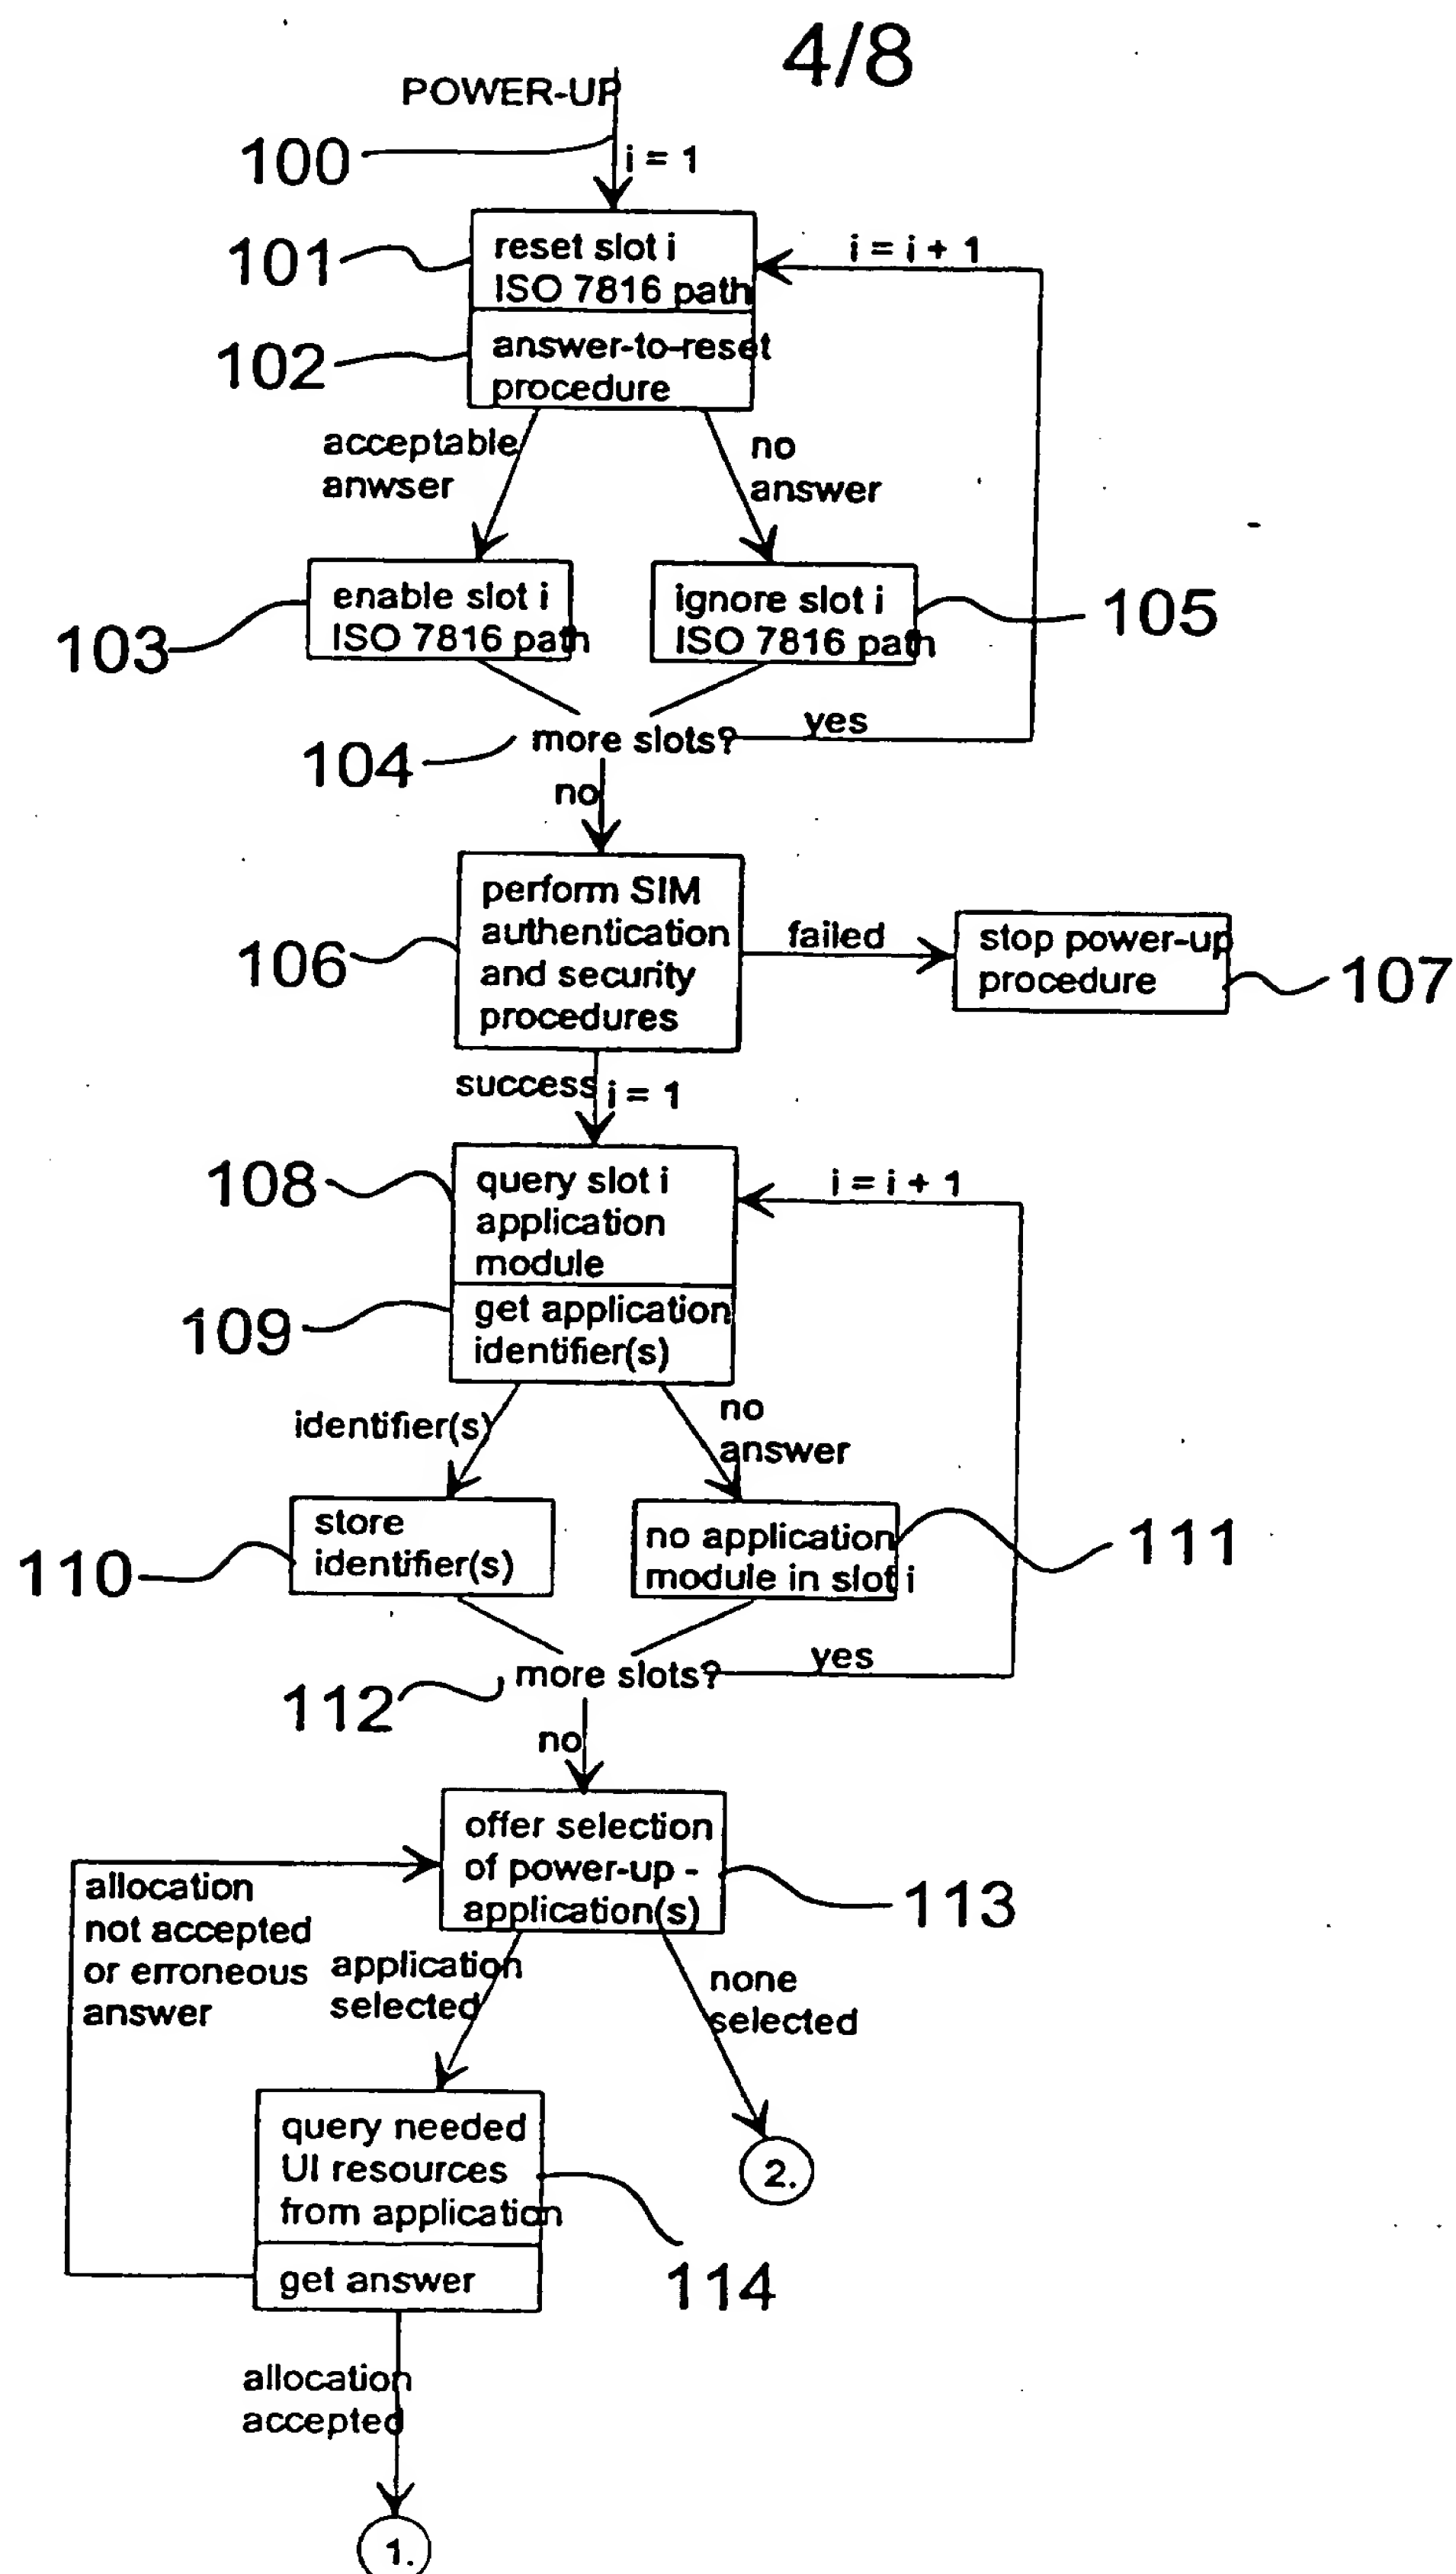 4/8
POWER-UP
100
i = 1
101
reset slot i
ISO 7816 path
i = i + 1
102
answer-to-reset
procedure
acceptable
anwser
no
answer
103
enable slot i
ISO 7816 path
ignore slot i
ISO 7816 path
105
104
more slots?
yes
no
106
perform SIM
authentication
and security
procedures
failed
stop power-up
procedure
107
success
i = 1
108
query slot i
application
module
i = i + 1
109
get application
identifier(s)
identifier(s)
no
answer
110
store
identifier(s)
no application
module in slot i
111
112
more slots?
yes
no
offer selection
of power-up -
application(s)
113
allocation
not accepted
or erroneous
answer
application
selected
none
selected
query needed
UI resources
from application
2.
114
get answer
allocation
accepted
1.